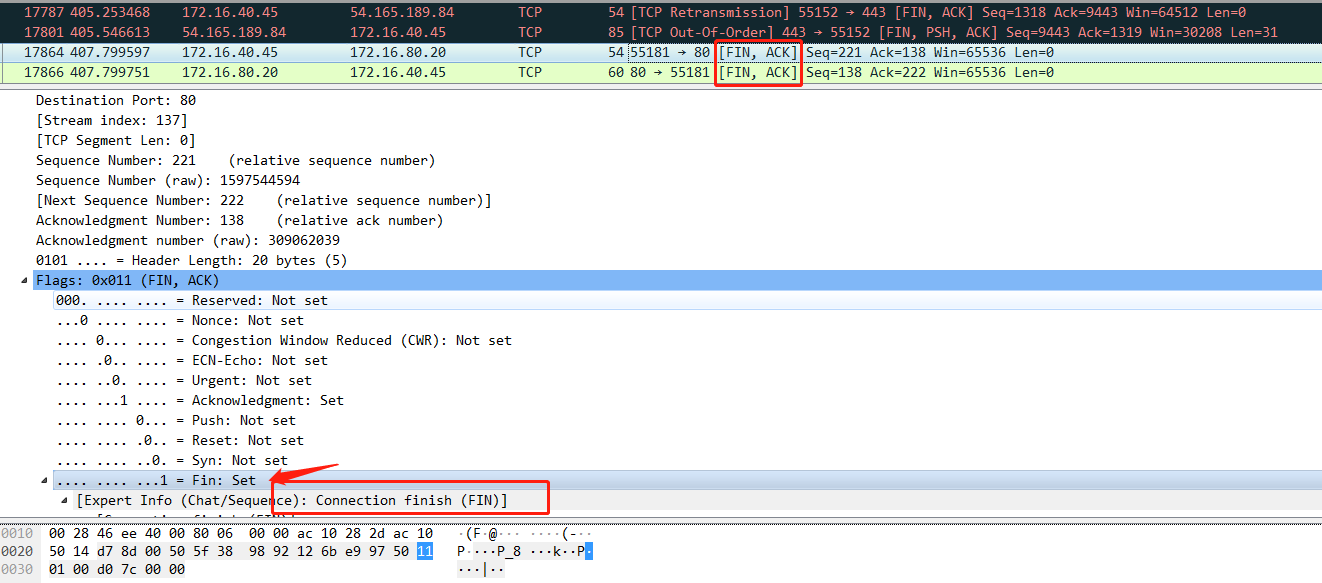 17787 405.253468 172.16.40.45 54.165.189.84 TCP 54 [TCP Retransmission] 55152 → 443 [FIN, ACK] Seq=1318 Ack=9443 Win=64512 Len=0
17801 405.546613 54.165.189.84 172.16.40.45 TCP 85 [TCP Out-Of-Order] 443 → 55152 [FIN, PSH, ACK] Seq=9443 Ack=1319 Win=30208 Len=31
17864 407.799597 172.16.40.45 172.16.80.20 TCP 54 55181 → 80 [FIN, ACK] Seq=221 Ack=138 Win=65536 Len=0
17866 407.799751 172.16.80.20 172.16.40.45 TCP 60 80 → 55181 [FIN, ACK] Seq=138 Ack=222 Win=65536 Len=0
Destination Port: 80
[Stream index: 137]
[TCP Segment Len: 0]
Sequence Number: 221 (relative sequence number)
Sequence Number (raw): 1597544594
[Next Sequence Number: 222 (relative sequence number)]
Acknowledgment Number: 138 (relative ack number)
Acknowledgment number (raw): 309062039
0101 .... = Header Length: 20 bytes (5)
Flags: 0x011 (FIN, ACK)
000. .... .... = Reserved: Not set
...0 .... .... = Nonce: Not set
.... 0... .... = Congestion Window Reduced (CWR): Not set
.... .0.. .... = ECN-Echo: Not set
.... ..0. .... = Urgent: Not set
.... ...1 .... = Acknowledgment: Set
.... .... 0... = Push: Not set
.... .... .0.. = Reset: Not set
.... .... ..0. = Syn: Not set
.... .... ...1 = Fin: Set
[Expert Info (Chat/Sequence): Connection finish (FIN)]
0010 00 28 46 ee 40 00 80 06 00 00 ac 10 28 2d ac 10 ·(F·@··· ····(-··
0020 50 14 d7 8d 00 50 5f 38 98 92 12 6b e9 97 50 11 P····P_8 ···k··P·
0030 01 00 d0 7c 00 00 ···|··